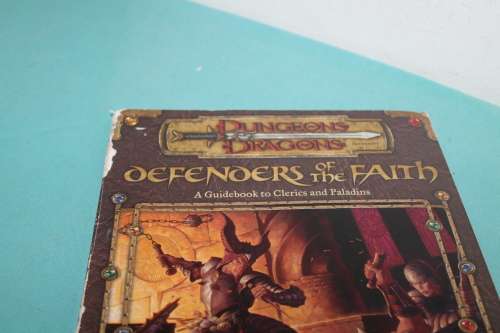 DUNGEONS
DRAGONS
DEFENDERS OF THE FAITH
A Guidebook to Clerics and Paladins